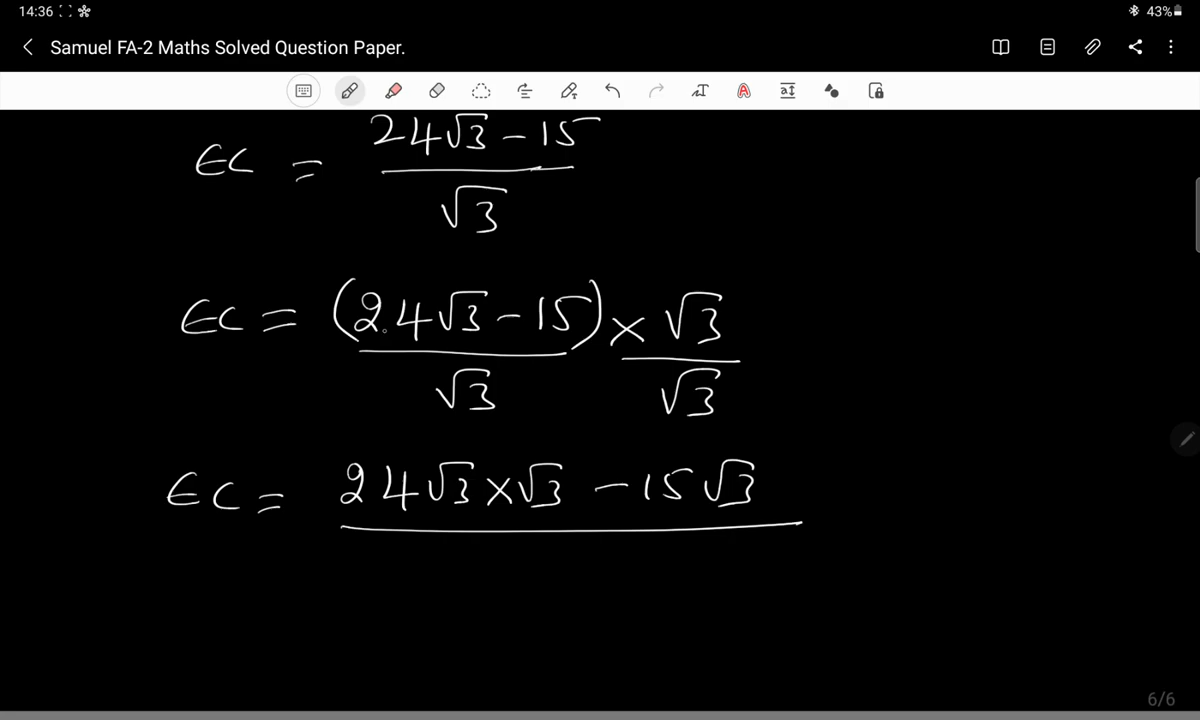 14:36 43%
Samuel FA-2 Maths Solved Question Paper.
EC = 24√3 - 15
√3
EC = (24√3 - 15) × √3
√3 √3
EC = 24√3 × √3 - 15√3
6/6